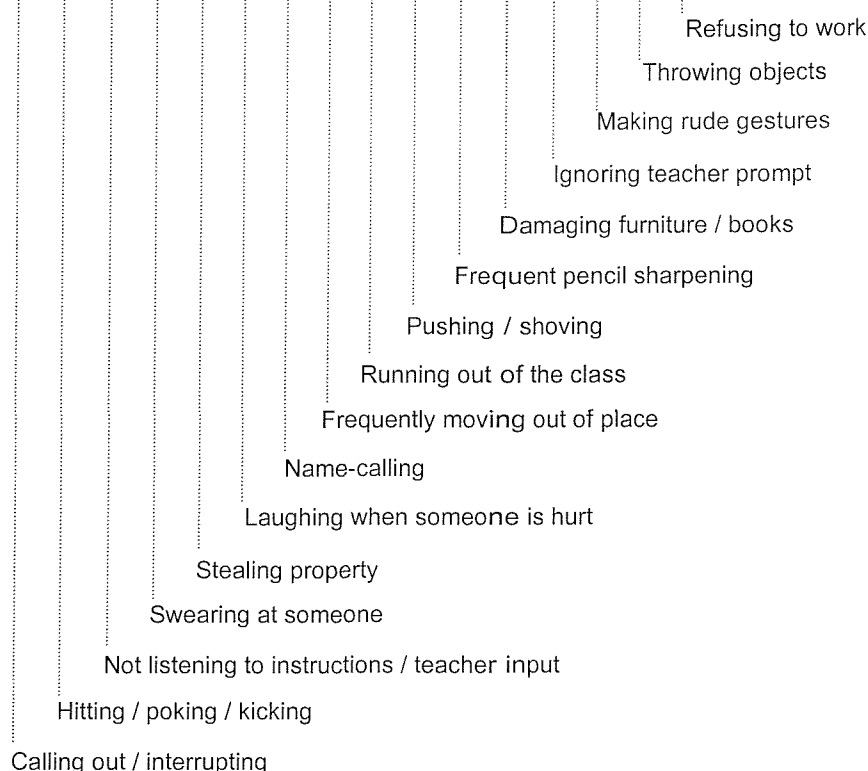 Refusing to work
Throwing objects
Making rude gestures
Ignoring teacher prompt
Damaging furniture / books
Frequent pencil sharpening
Pushing / shoving
Running out of the class
Frequently moving out of place
Name-calling
Laughing when someone is hurt
Stealing property
Swearing at someone
Not listening to instructions / teacher input
Hitting / poking / kicking
Calling out / interrupting